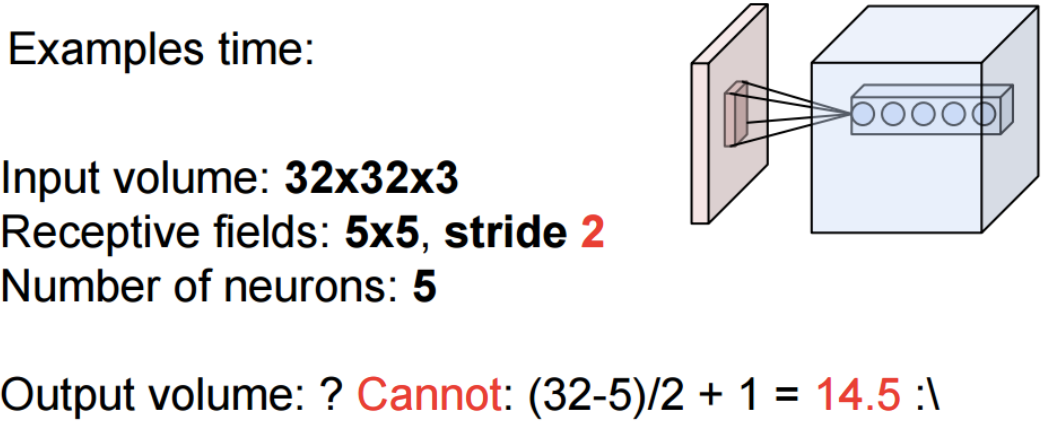 Examples time:
Input volume: 32x32x3
Receptive fields: 5x5, stride 2
Number of neurons: 5
Output volume: ? Cannot: (32-5)/2 + 1 = 14.5 :\